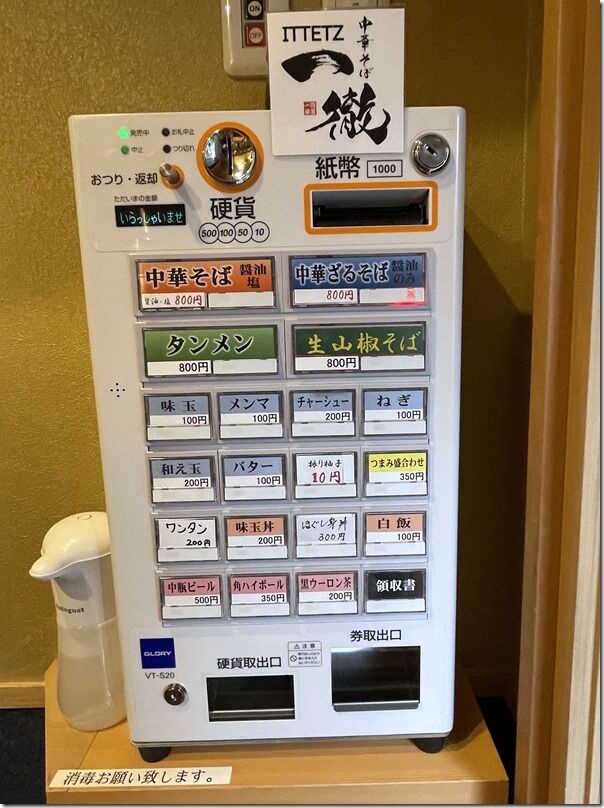 ON
OFF
ITTETZ
中華そば
一徹
発売中
お札中止
中止
つり切れ
おつり・返却
ただいまの金額
いらっしゃいませ
硬貨
500 100 50 10
紙幣 1000
中華そば 醤油 塩
醤油・塩 800円
中華ざるそば 醤油のみ
800円
タンメン
800円
生山椒そば
800円
味玉
100円
メンマ
100円
チャーシュー
200円
ねぎ
100円
和え玉
200円
バター
100円
振り柚子
10円
つまみ盛合わせ
350円
ワンタン
200円
味玉丼
200円
ほぐし身丼
300円
白飯
100円
中瓶ビール
500円
角ハイボール
350円
黒ウーロン茶
200円
領収書
GLORY
VT-S20
硬貨取出口
注意
券取出口
消毒お願い致します。